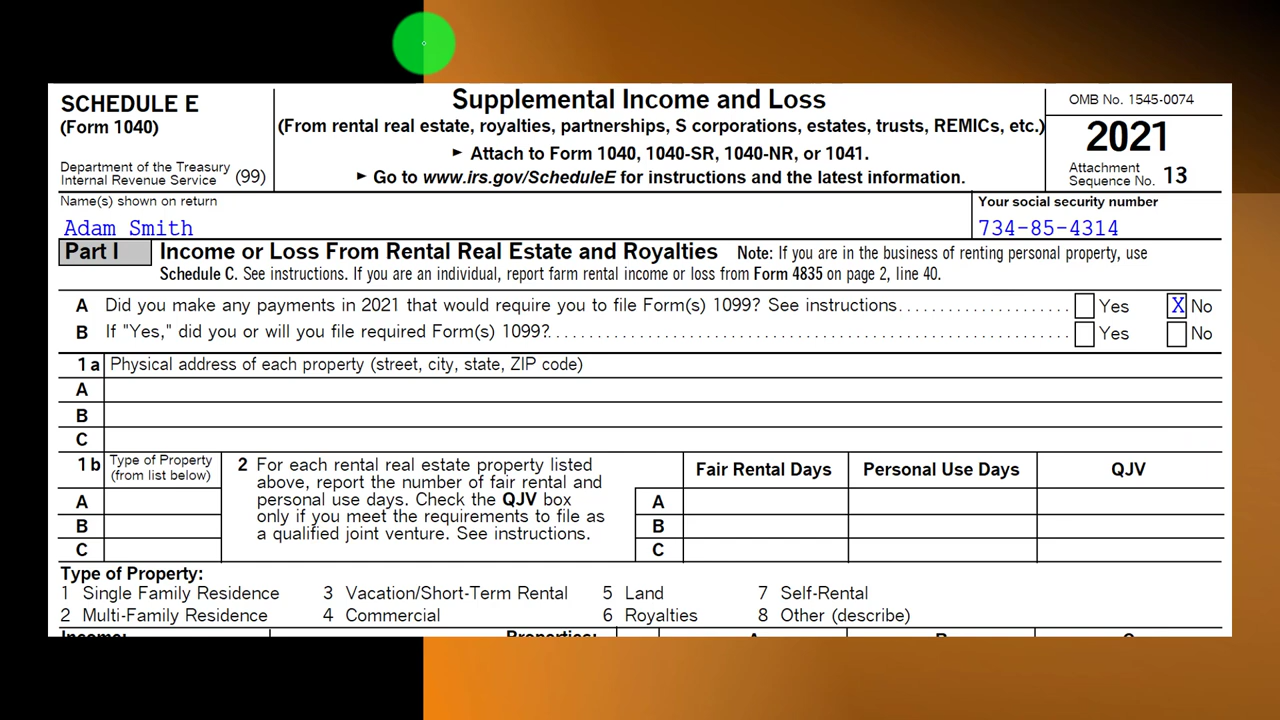 SCHEDULE E
(Form 1040)
Department of the Treasury
Internal Revenue Service (99)
Supplemental Income and Loss
(From rental real estate, royalties, partnerships, S corporations, estates, trusts, REMICs, etc.)
► Attach to Form 1040, 1040-SR, 1040-NR, or 1041.
► Go to www.irs.gov/ScheduleE for instructions and the latest information.
OMB No. 1545-0074
2021
Attachment
Sequence No. 13
Name(s) shown on return
Adam Smith
Your social security number
734-85-4314
Part I Income or Loss From Rental Real Estate and Royalties Note: If you are in the business of renting personal property, use
Schedule C. See instructions. If you are an individual, report farm rental income or loss from Form 4835 on page 2, line 40.
A Did you make any payments in 2021 that would require you to file Form(s) 1099? See instructions Yes X No
B If "Yes," did you or will you file required Form(s) 1099? Yes No
1a Physical address of each property (street, city, state, ZIP code)
A
B
C
1b Type of Property
(from list below)
A
B
C
2 For each rental real estate property listed
above, report the number of fair rental and
personal use days. Check the QJV box
only if you meet the requirements to file as
a qualified joint venture. See instructions.
Fair Rental Days Personal Use Days QJV
A
B
C
Type of Property:
1 Single Family Residence 3 Vacation/Short-Term Rental 5 Land 7 Self-Rental
2 Multi-Family Residence 4 Commercial 6 Royalties 8 Other (describe)
Income: Properties: A B C